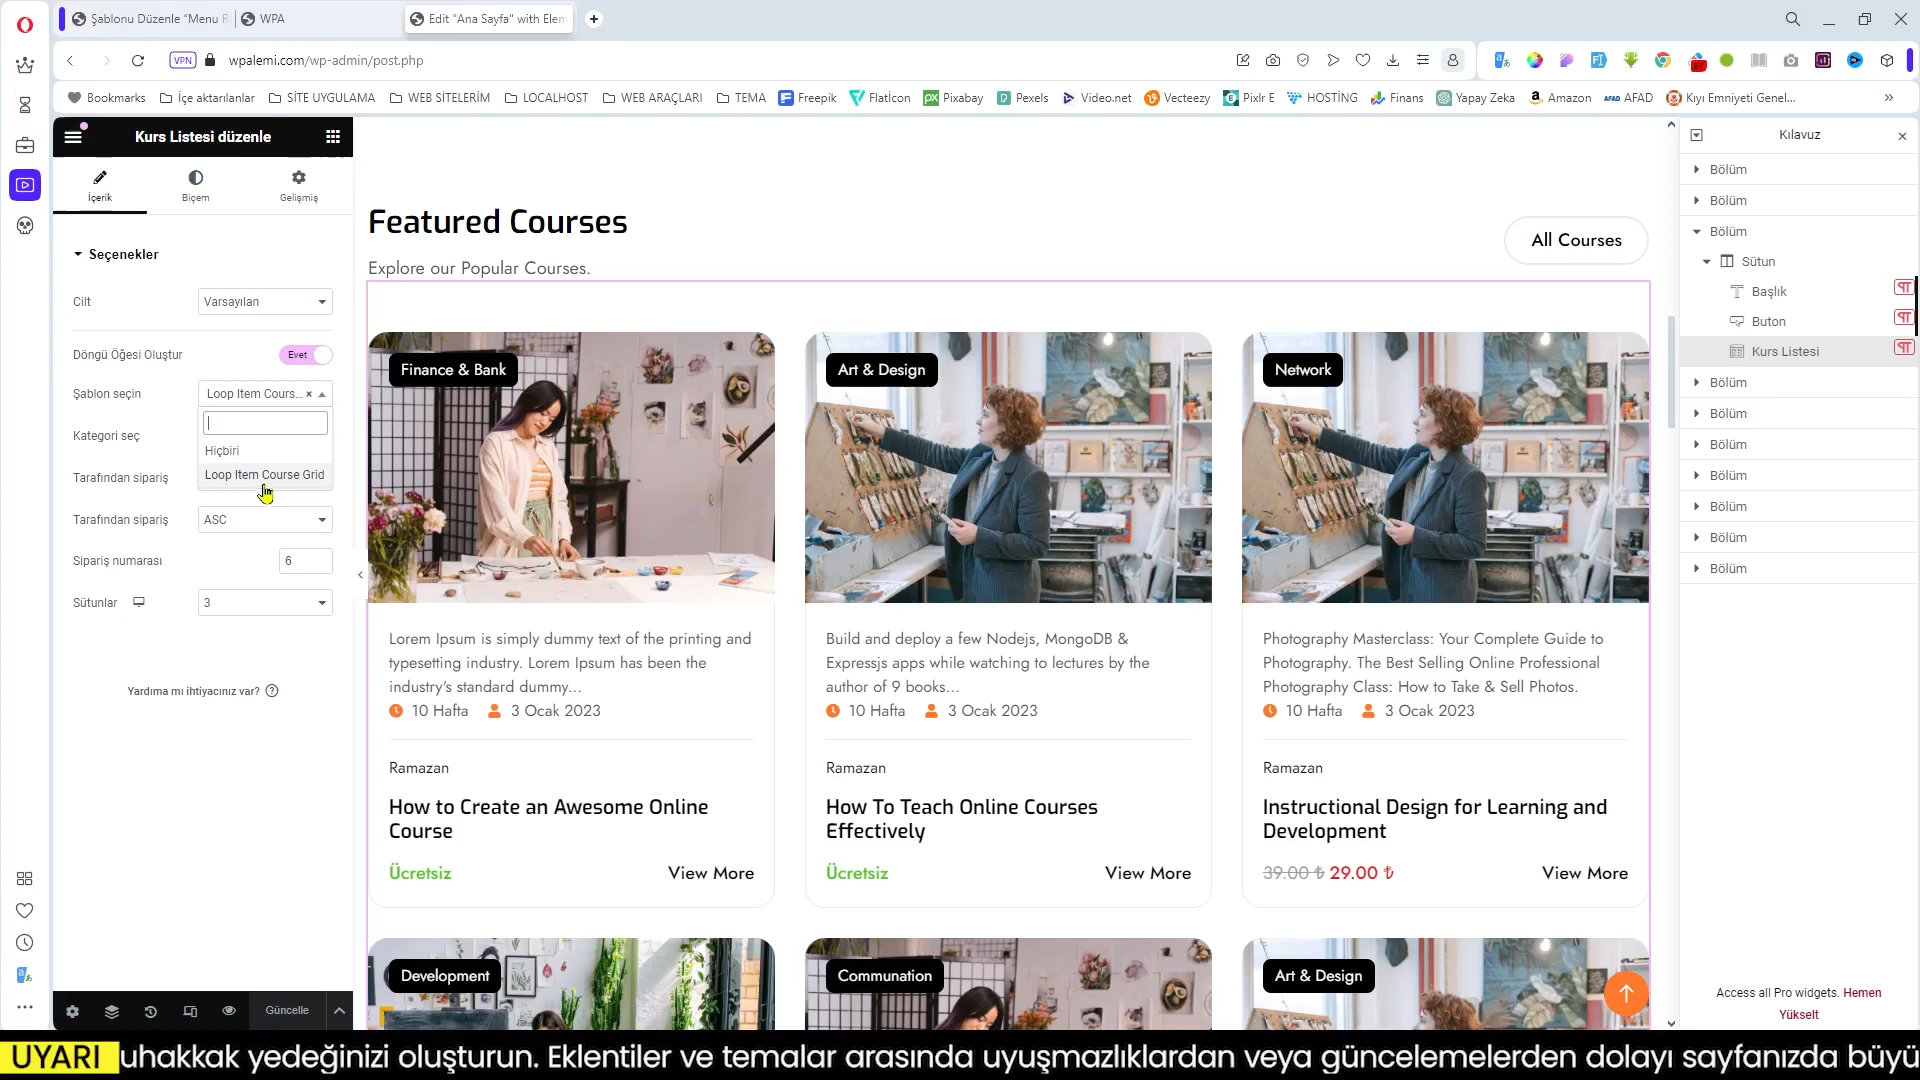 Şablonu Düzenle "Menu R
WPA
Edit "Ana Sayfa" with Elem
VPN
wpalemi.com/wp-admin/post.php
Bookmarks
İçe aktarılanlar
SİTE UYGULAMA
WEB SİTELERİM
LOCALHOST
WEB ARAÇLARI
TEMA
Freepik
Flaticon
Pixabay
Pexels
Video.net
Vecteezy
Pixlr E
HOSTİNG
Finans
Yapay Zeka
Amazon
AFAD
Kıyı Emniyeti Genel...
Kurs Listesi düzenle
İçerik
Biçem
Gelişmiş
Seçenekler
Cilt
Varsayılan
Döngü Öğesi Oluştur
Evet
Şablon seçin
Loop Item Cours... ×
Kategori seç
Hiçbiri
Loop Item Course Grid
Tarafından sipariş
Tarafından sipariş
ASC
Sipariş numarası
6
Sütunlar
3
Yardıma mı ihtiyacınız var?
Güncelle
Featured Courses
Explore our Popular Courses.
All Courses
Finance & Bank
Lorem Ipsum is simply dummy text of the printing and
typesetting industry. Lorem Ipsum has been the
industry's standard dummy...
10 Hafta
3 Ocak 2023
Ramazan
How to Create an Awesome Online
Course
Ücretsiz
View More
Art & Design
Build and deploy a few Nodejs, MongoDB &
Expressjs apps while watching to lectures by the
author of 9 books...
10 Hafta
3 Ocak 2023
Ramazan
How To Teach Online Courses
Effectively
Ücretsiz
View More
Network
Photography Masterclass: Your Complete Guide to
Photography. The Best Selling Online Professional
Photography Class: How to Take & Sell Photos.
10 Hafta
3 Ocak 2023
Ramazan
Instructional Design for Learning and
Development
39.00 ₺ 29.00 ₺
View More
Development
Communation
Art & Design
Kılavuz
Bölüm
Bölüm
Bölüm
Sütun
Başlık
Buton
Kurs Listesi
Bölüm
Bölüm
Bölüm
Bölüm
Bölüm
Bölüm
Bölüm
Access all Pro widgets. Hemen
Yükselt
UYARI uhakkak yedeğinizi oluşturun. Eklentiler ve temalar arasında uyuşmazlıklardan veya güncelemelerden dolayı sayfanızda büyü